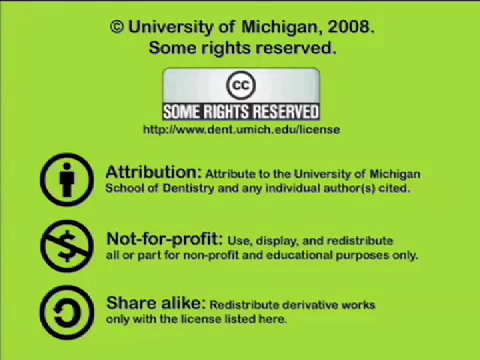 © University of Michigan, 2008.
Some rights reserved.
cc
SOME RIGHTS RESERVED
http://www.dent.umich.edu/license
Attribution: Attribute to the University of Michigan
School of Dentistry and any individual author(s) cited.
$
Not-for-profit: Use, display, and redistribute
all or part for non-profit and educational purposes only.
Share alike: Redistribute derivative works
only with the license listed here.